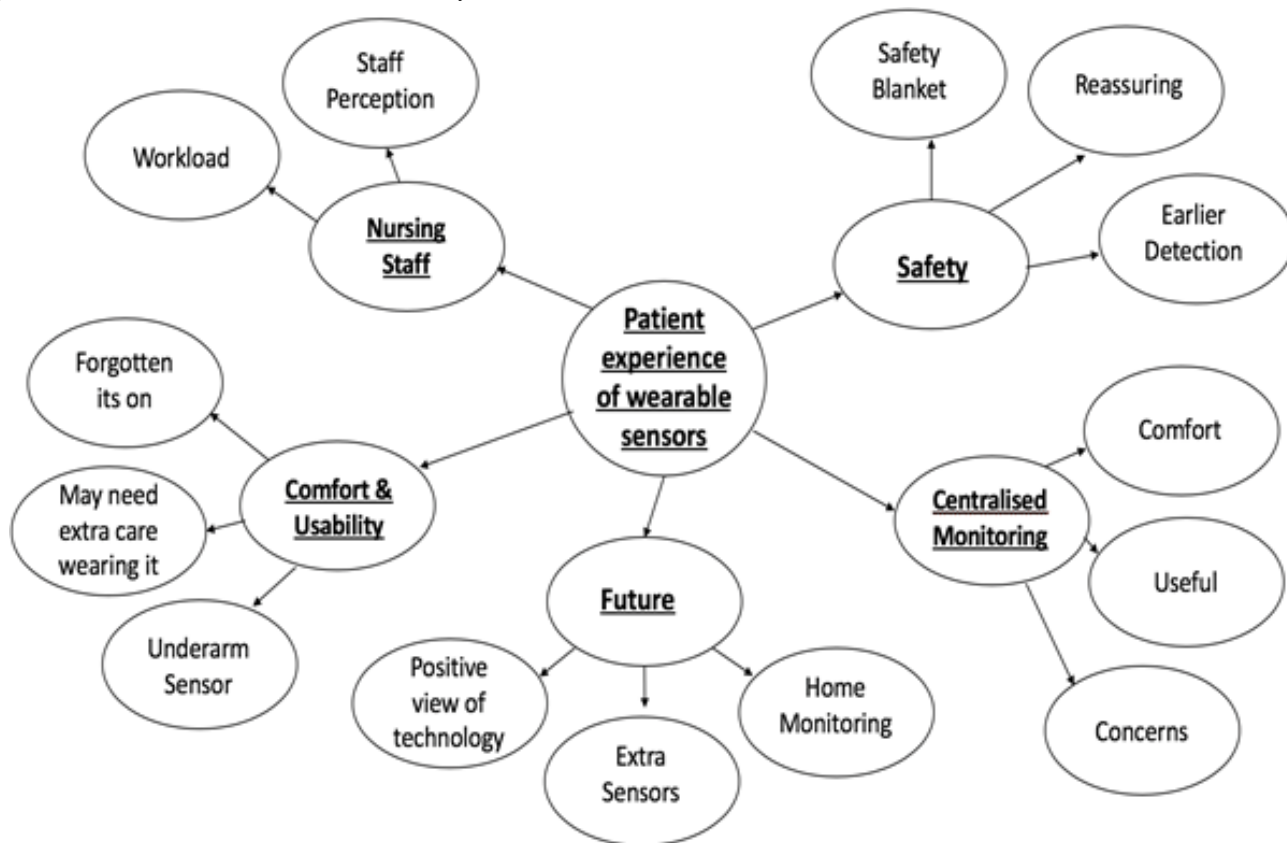 Staff
Perception
Workload
Nursing
Staff
Safety
Blanket
Reassuring
Earlier
Detection
Safety
Patient
experience
of wearable
sensors
Forgotten
its on
May need
extra care
wearing it
Comfort &
Usability
Underarm
Sensor
Future
Positive
view of
technology
Extra
Sensors
Home
Monitoring
Centralised
Monitoring
Comfort
Useful
Concerns